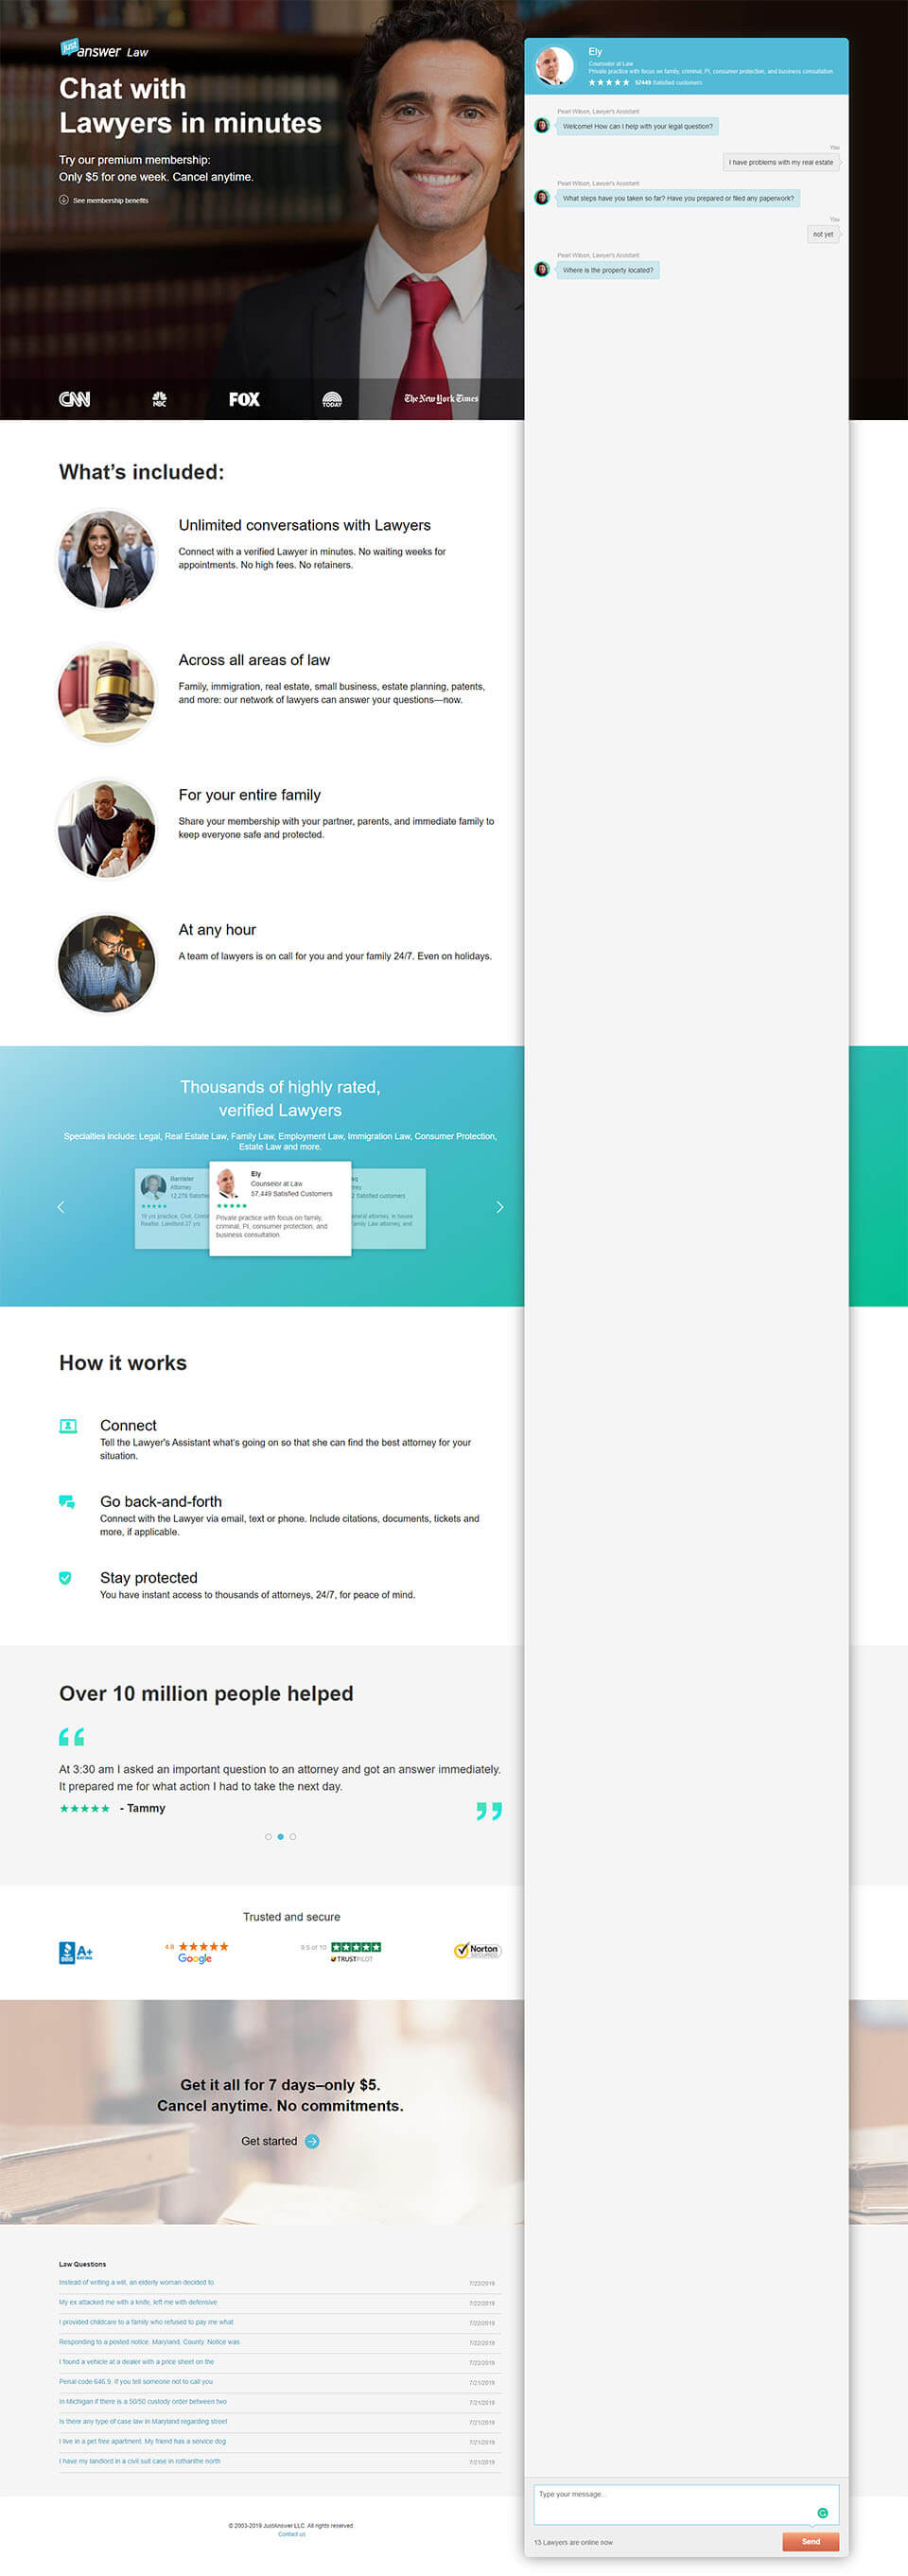 just answer Law
Chat with
Lawyers in minutes
Try our premium membership:
Only $5 for one week. Cancel anytime.
See membership benefits
CNN
NBC
FOX
TODAY
The New York Times
Ely
Counselor at Law
Private practice with focus on family, criminal, PI, consumer protection, and business consultation
52449 Satisfied customers
Pearl Wilson, Lawyer's Assistant
Welcome! How can I help with your legal question?
You
I have problems with my real estate
Pearl Wilson, Lawyer's Assistant
What steps have you taken so far? Have you prepared or filed any paperwork?
You
not yet
Pearl Wilson, Lawyer's Assistant
Where is the property located?
What's included:
Unlimited conversations with Lawyers
Connect with a verified Lawyer in minutes. No waiting weeks for
appointments. No high fees. No retainers.
Across all areas of law
Family, immigration, real estate, small business, estate planning, patents,
and more: our network of lawyers can answer your questions—now.
For your entire family
Share your membership with your partner, parents, and immediate family to
keep everyone safe and protected.
At any hour
A team of lawyers is on call for you and your family 24/7. Even on holidays.
Thousands of highly rated,
verified Lawyers
Specialties include: Legal, Real Estate Law, Family Law, Employment Law, Immigration Law, Consumer Protection,
Estate Law and more.
Barrister
Attorney
12,276 Satisfie
19 yrs practice, Civil, Crimin
Realtor, Landlord 27 yrs
Ely
Counselor at Law
57,449 Satisfied Customers
Private practice with focus on family,
criminal, PI, consumer protection, and
business consultation.
sq
ney
2 Satisfied customers
eneral attorney, in house
amily Law attorney, and
How it works
Connect
Tell the Lawyer's Assistant what's going on so that she can find the best attorney for your
situation.
Go back-and-forth
Connect with the Lawyer via email, text or phone. Include citations, documents, tickets and
more, if applicable.
Stay protected
You have instant access to thousands of attorneys, 24/7, for peace of mind.
Over 10 million people helped
At 3:30 am I asked an important question to an attorney and got an answer immediately.
It prepared me for what action I had to take the next day.
- Tammy
Trusted and secure
BBB A+ RATING
4.8
Google
9.5 of 10
TRUSTPILOT
Norton
SECURED
Get it all for 7 days–only $5.
Cancel anytime. No commitments.
Get started
Law Questions
Instead of writing a will, an elderly woman decided to 7/22/2019
My ex attacked me with a knife, left me with defensive 7/22/2019
I provided childcare to a family who refused to pay me what 7/22/2019
Responding to a posted notice. Maryland, County. Notice was 7/22/2019
I found a vehicle at a dealer with a price sheet on the 7/22/2019
Penal code 646.9. If you tell someone not to call you 7/21/2019
In Michigan if there is a 50/50 custody order between two 7/21/2019
Is there any type of case law in Maryland regarding street 7/21/2019
I live in a pet free apartment. My friend has a service dog 7/21/2019
I have my landlord in a civil suit case in rothanthe north 7/21/2019
© 2003-2019 JustAnswer LLC. All rights reserved
Contact us
Type your message...
13 Lawyers are online now
Send